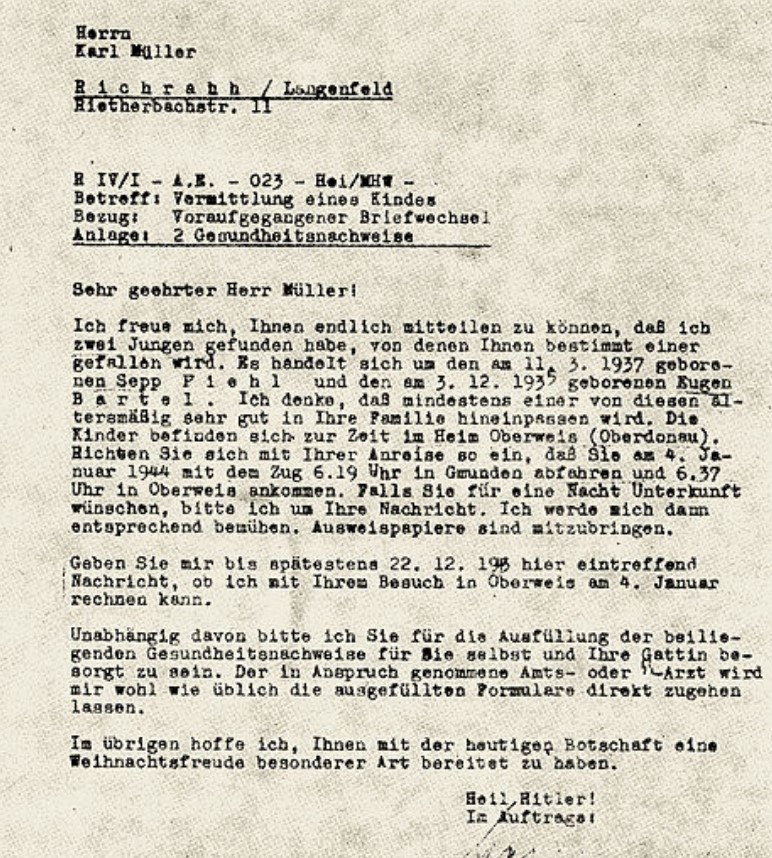 Herrn
Karl Müller
R i c h r a h h / Langenfeld
Rietherbachstr. 11
R IV/I - A.E. - 023 - Hei/MHW -
Betreff: Vermittlung eines Kindes
Bezug: Voraufgegangener Briefwechsel
Anlage: 2 Gesundheitsnachweise
Sehr geehrter Herr Müller!
Ich freue mich, Ihnen endlich mitteilen zu können, daß ich
zwei Jungen gefunden habe, von denen Ihnen bestimmt einer
gefallen wird. Es handelt sich um den am 11. 3. 1937 gebore-
nen Sepp P i e h l und den am 3. 12. geborenen Eugen
B a r t e l . Ich denke, daß mindestens einer von diesen äl-
tersmäßig sehr gut in Ihre Familie hineinpassen wird. Die
Kinder befinden sich zur Zeit im Heim Oberweis (Oberdonau).
Richten Sie sich mit Ihrer Anreise so ein, daß Sie am 4. Ja-
nuar 1944 mit dem Zug 6.19 Uhr in Gmunden abfahren und 6.37
Uhr in Oberweis ankommen. Falls Sie für eine Nacht Unterkunft
wünschen, bitte ich um Ihre Nachricht. Ich werde mich dann
entsprechend bemühen. Ausweispapiere sind mitzubringen.
Geben Sie mir bis spätestens 22. 12. hier eintreffend
Nachricht, ob ich mit Ihrem Besuch in Oberweis am 4. Januar
rechnen kann.
Unabhängig davon bitte ich Sie für die Ausfüllung der beilie-
genden Gesundheitsnachweise für Sie selbst und Ihre Gattin be-
sorgt zu sein. Der in Anspruch genommene Amts- oder -Arzt wird
mir wohl wie üblich die ausgefüllten Formulare direkt zugehen
lassen.
Im übrigen hoffe ich, Ihnen mit der heutigen Botschaft eine
Weihnachtsfreude besonderer Art bereitet zu haben.
Heil Hitler!
Im Auftrage: